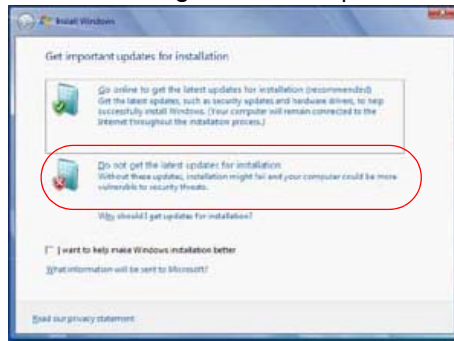 Install Windows
Get important updates for installation
Go online to get the latest updates for installation (recommended)
Get the latest updates, such as security updates and hardware drivers, to help
successfully install Windows. (Your computer will remain connected to the
Internet throughout the installation process.)
Do not get the latest updates for installation
Without these updates, installation might fail and your computer could be more
vulnerable to security threats.
Why should I get updates for installation?
I want to help make Windows installation better
What information will be sent to Microsoft?
Read our privacy statement